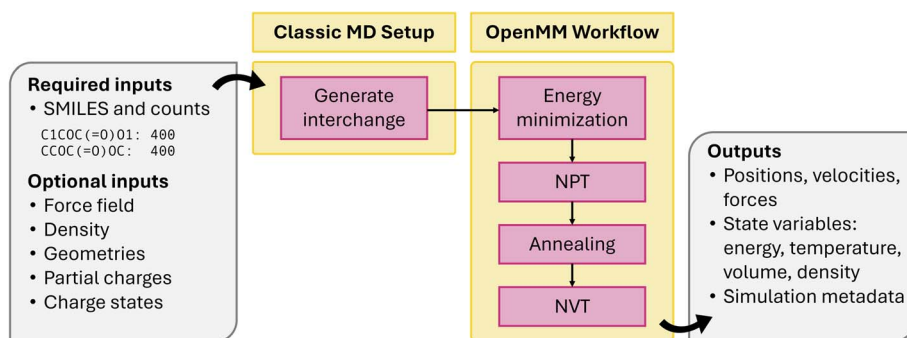 Classic MD Setup
OpenMM Workflow
Required inputs
• SMILES and counts
C1COC(=O)O1: 400
CCOC(=O)OC: 400
Optional inputs
• Force field
• Density
• Geometries
• Partial charges
• Charge states
Generate
interchange
Energy
minimization
NPT
Annealing
NVT
Outputs
• Positions, velocities,
forces
• State variables:
energy, temperature,
volume, density
• Simulation metadata